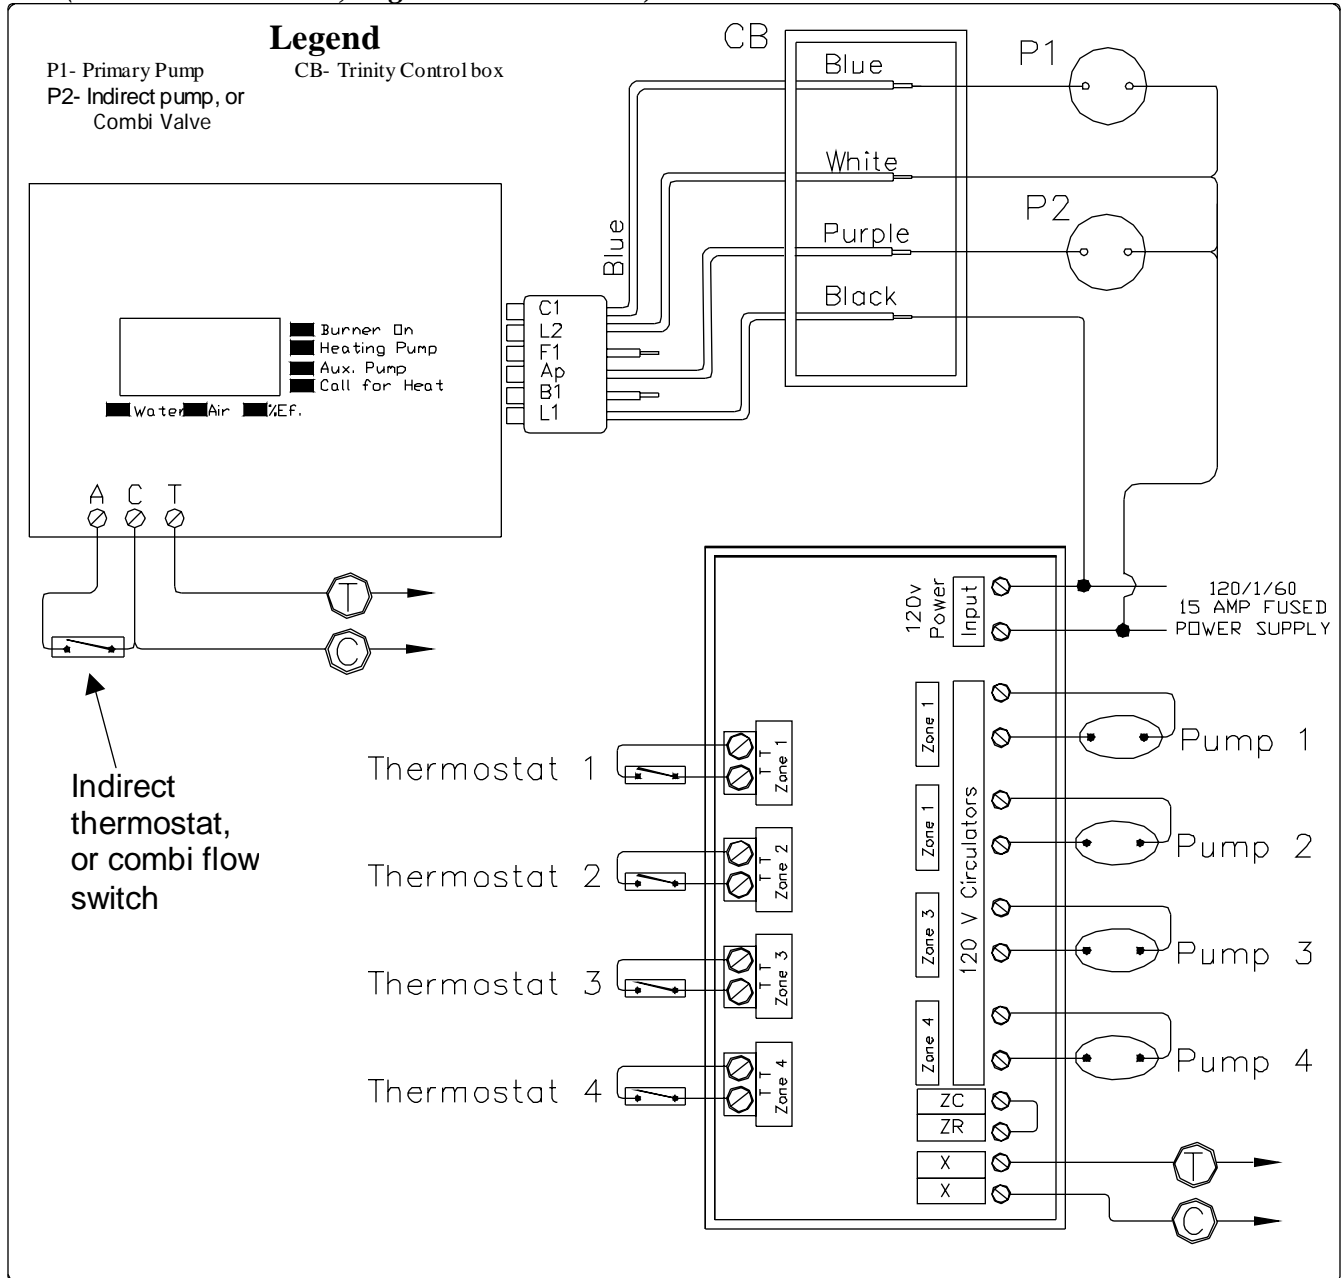 Legend
P1- Primary Pump
CB- Trinity Control box
P2- Indirect pump, or
Combi Valve
CB
Blue
White
Purple
Black
P1
P2
Blue
C1
L2
F1
Ap
B1
L1
Burner On
Heating Pump
Aux. Pump
Call for Heat
Water
Air
%Ef.
A C T
T
C
Indirect
thermostat,
or combi flow
switch
120v
Power
Input
120/1/60
15 AMP FUSED
POWER SUPPLY
Thermostat 1
T T
Zone 1
Thermostat 2
T T
Zone 2
Thermostat 3
T T
Zone 3
Thermostat 4
T T
Zone 4
Zone 1
Zone 1
Zone 3
Zone 4
120 V Circulators
Pump 1
Pump 2
Pump 3
Pump 4
ZC
ZR
X
X
T
C